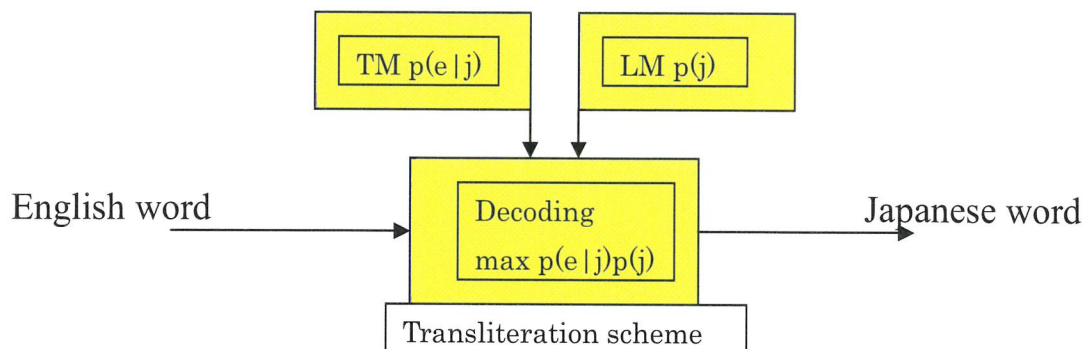 TM p(e|j)
LM p(j)
English word
Decoding
max p(e|j)p(j)
Japanese word
Transliteration scheme